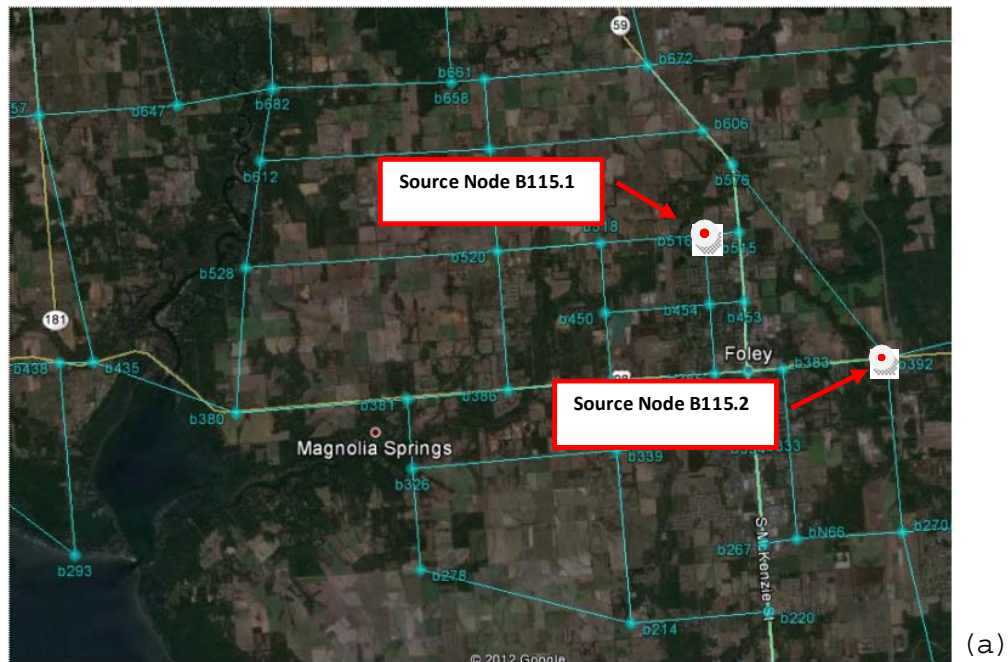 59
b672
b661
b658
57
b647
b682
b606
b612
b576
Source Node B115.1
b518
b516
b515
b520
b528
b454
b453
b450
181
Foley
b438
b435
b383
b392
b381
b386
b380
Source Node B115.2
Magnolia Springs
b339
b326
b267
bN66
b270
S McKenzie St
b293
b278
b220
b214
© 2012 Google
(a)